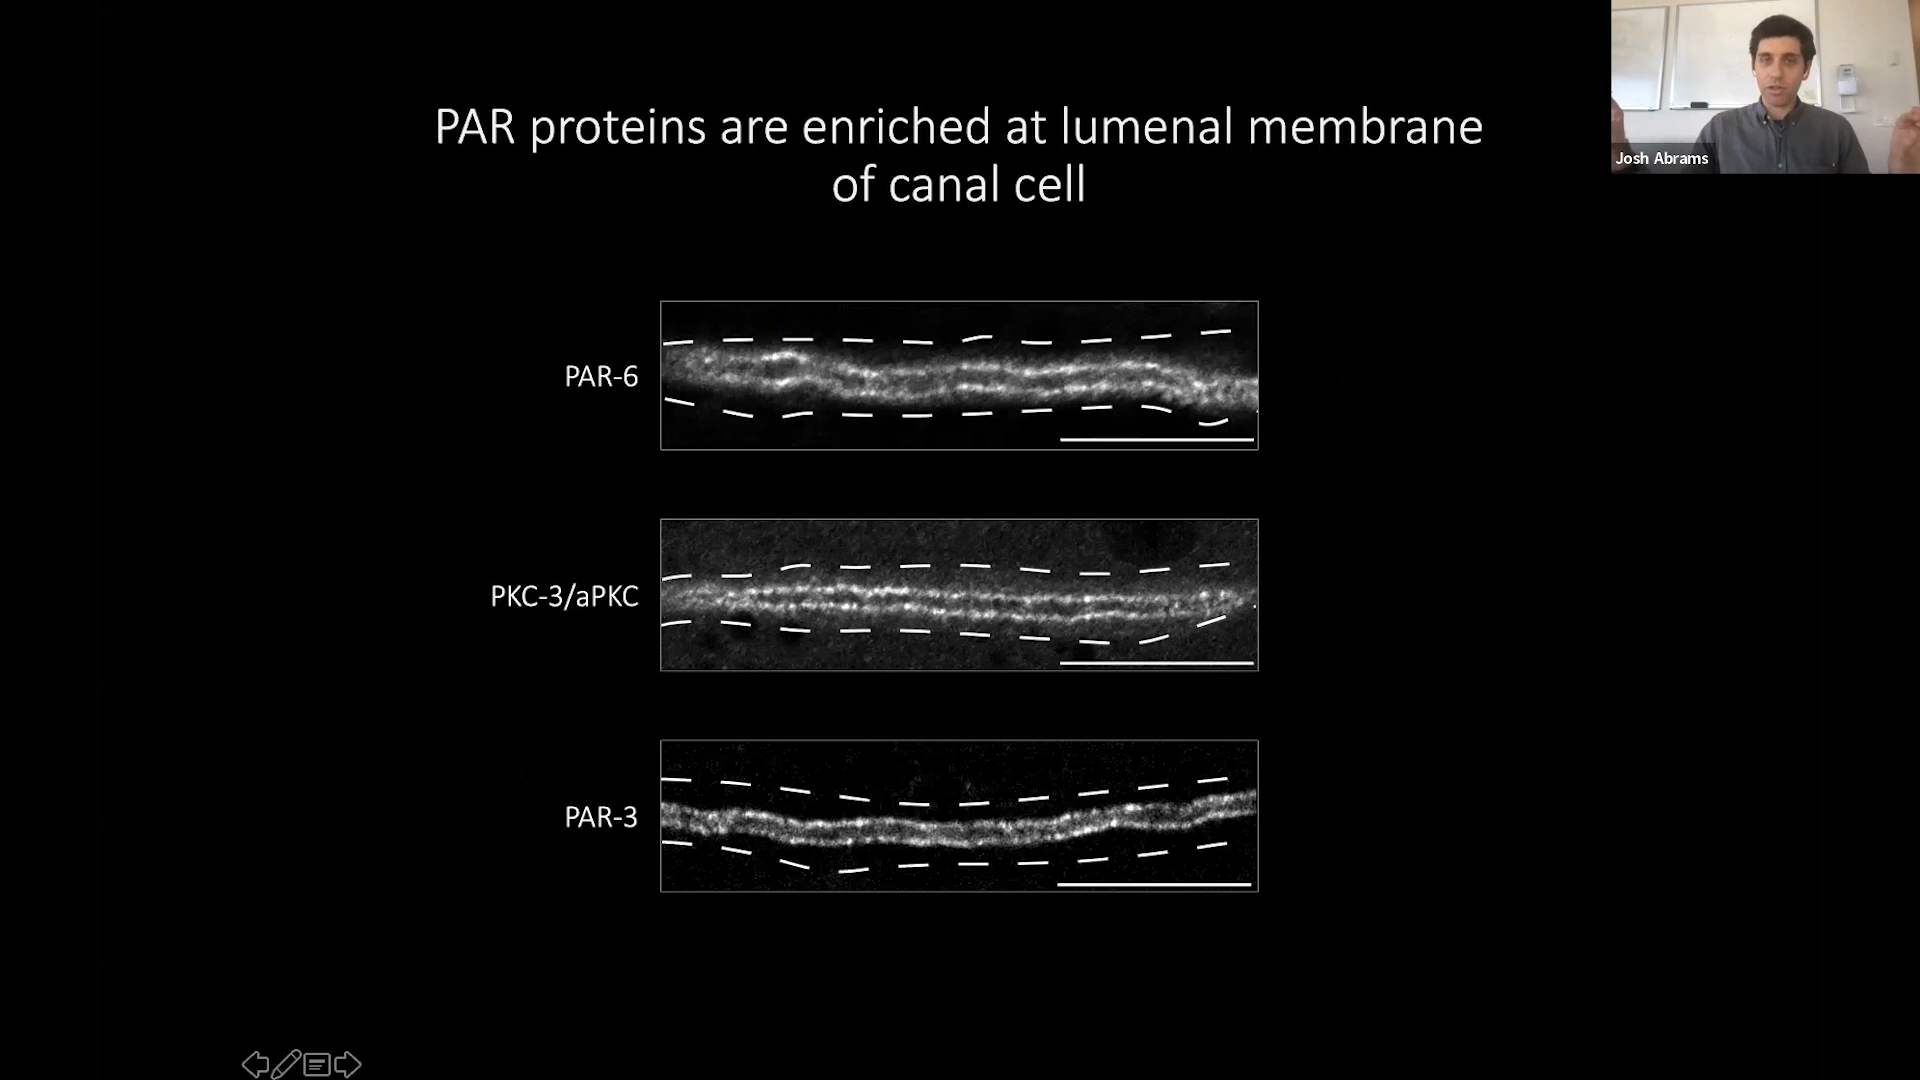 PAR proteins are enriched at lumenal membrane
of canal cell
Josh Abrams
PAR-6
PKC-3/aPKC
PAR-3